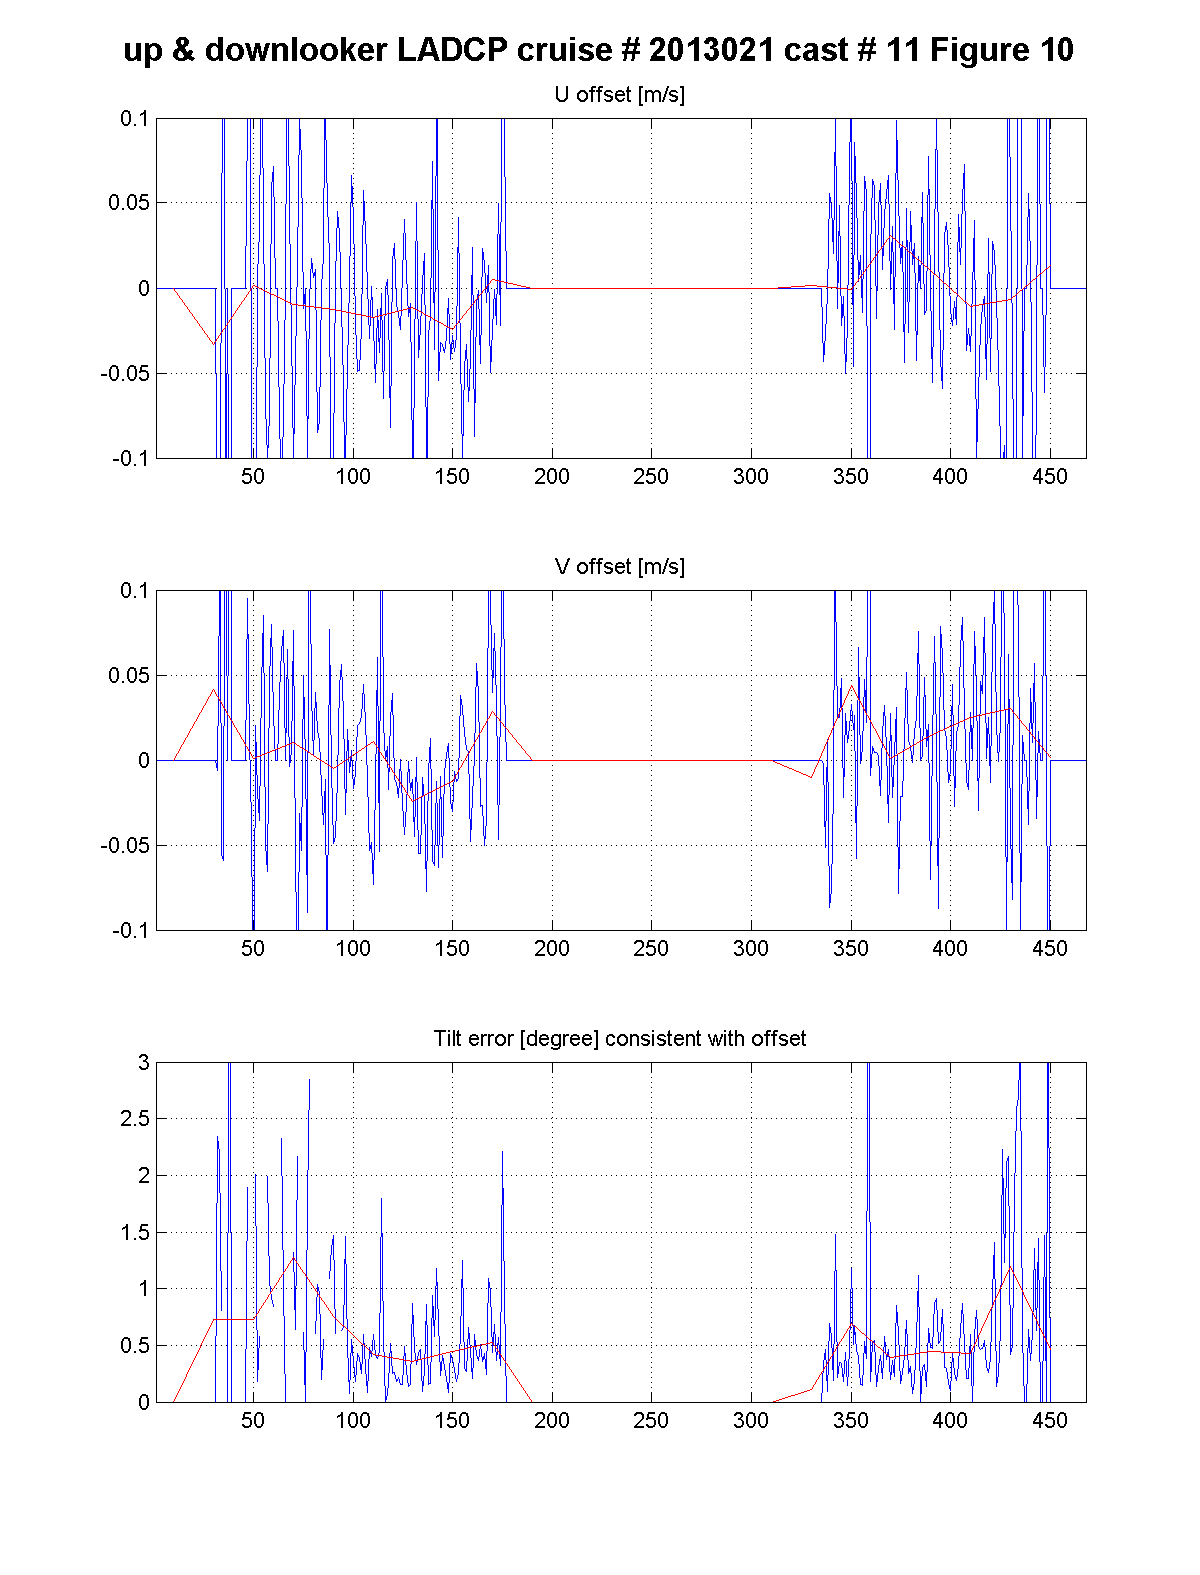 up & downlooker LADCP cruise # 2013021 cast # 11 Figure 10
U offset [m/s]
0.1
0.05
0
-0.05
-0.1
50 100 150 200 250 300 350 400 450
V offset [m/s]
0.1
0.05
0
-0.05
-0.1
50 100 150 200 250 300 350 400 450
Tilt error [degree] consistent with offset
3
2.5
2
1.5
1
0.5
0
50 100 150 200 250 300 350 400 450